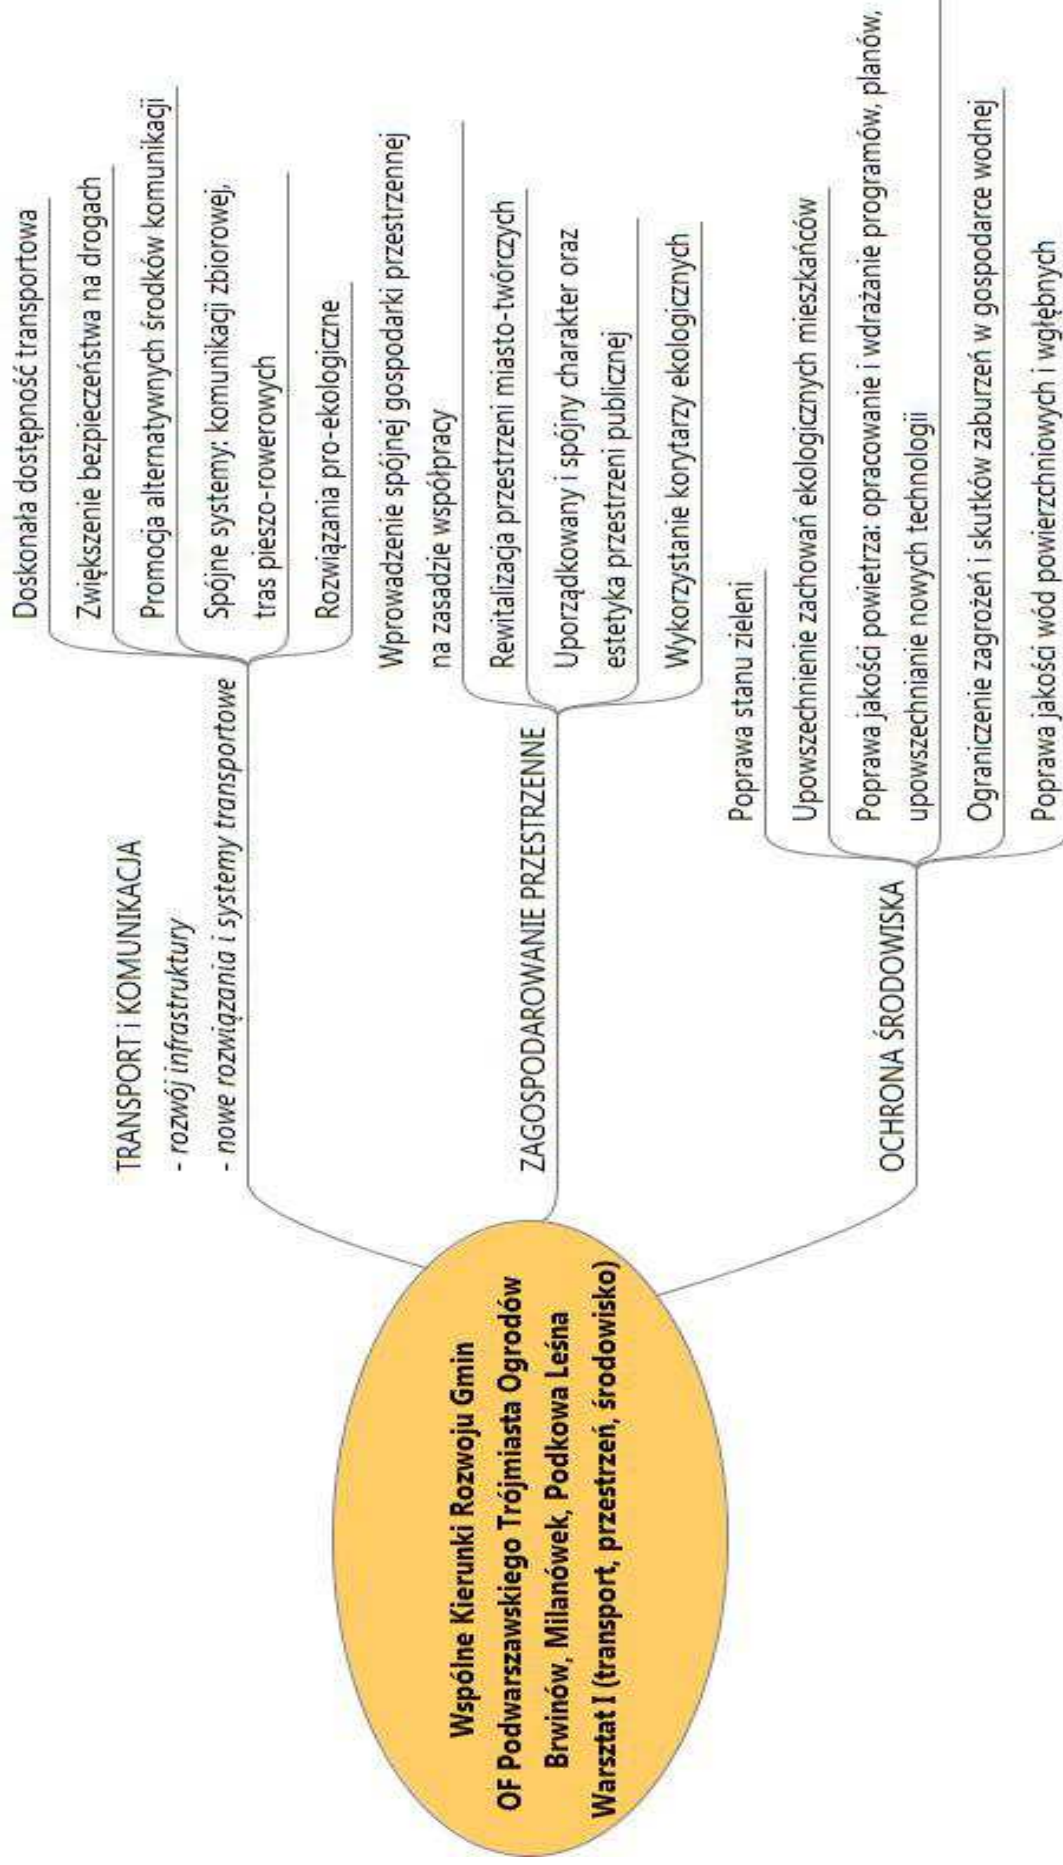 Wspólne Kierunki Rozwoju Gmin
OF Podwarszawskiego Trójmiasta Ogrodów
Brwinów, Milanówek, Podkowa Leśna
Warsztat I (transport, przestrzeń, środowisko)
TRANSPORT i KOMUNIKACJA
- rozwój infrastruktury
- nowe rozwiązania i systemy transportowe
Doskonała dostępność transportowa
Zwiększenie bezpieczeństwa na drogach
Promocja alternatywnych środków komunikacji
Spójne systemy: komunikacji zbiorowej,
tras pieszo-rowerowych
Rozwiązania pro-ekologiczne
ZAGOSPODAROWANIE PRZESTRZENNE
Wprowadzenie spójnej gospodarki przestrzennej
na zasadzie współpracy
Rewitalizacja przestrzeni miasto-twórczych
Uporządkowany i spójny charakter oraz
estetyka przestrzeni publicznej
Wykorzystanie korytarzy ekologicznych
OCHRONA ŚRODOWISKA
Poprawa stanu zieleni
Upowszechnienie zachowań ekologicznych mieszkańców
Poprawa jakości powietrza: opracowanie i wdrażanie programów, planów,
upowszechnianie nowych technologii
Ograniczenie zagrożeń i skutków zaburzeń w gospodarce wodnej
Poprawa jakości wód powierzchniowych i wgłębnych